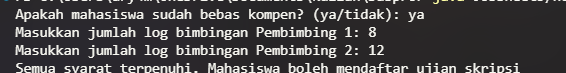 Apakah mahasiswa sudah bebas kompen? (ya/tidak): ya
Masukkan jumlah log bimbingan Pembimbing 1: 8
Masukkan jumlah log bimbingan Pembimbing 2: 12
Semua syarat terpenuhi. Mahasiswa boleh mendaftar ujian skripsi